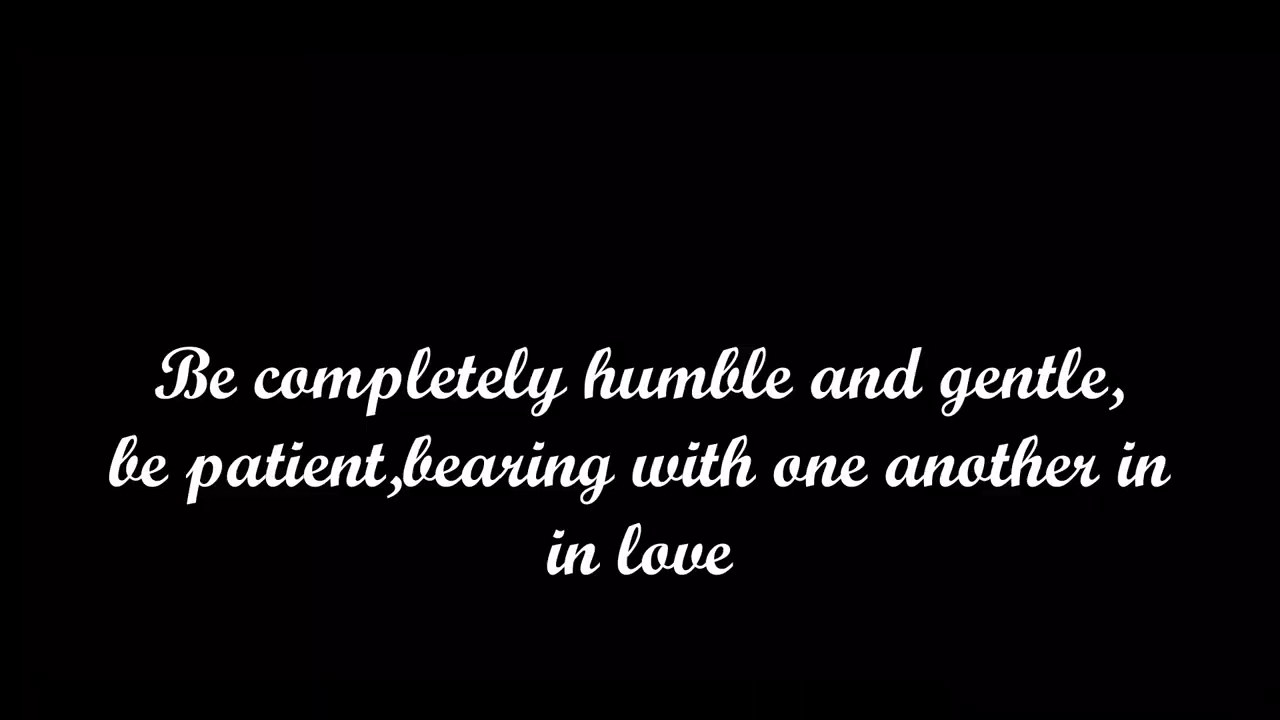 Be completely humble and gentle,
be patient,bearing with one another in
in love